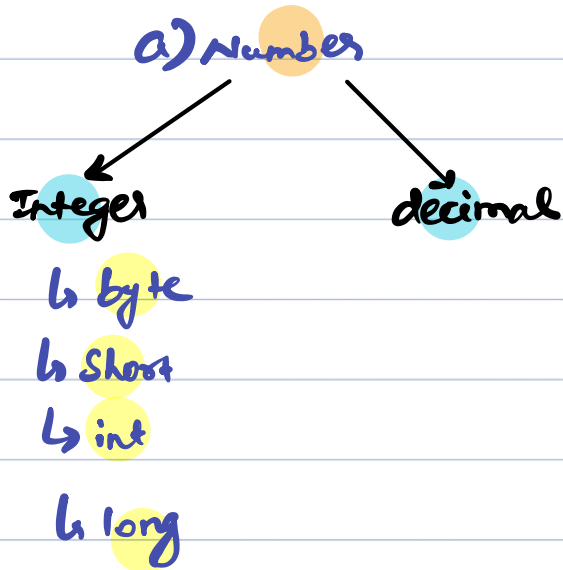 a) Number
Integer decimal
↳ byte
↳ Short
↳ int
↳ long